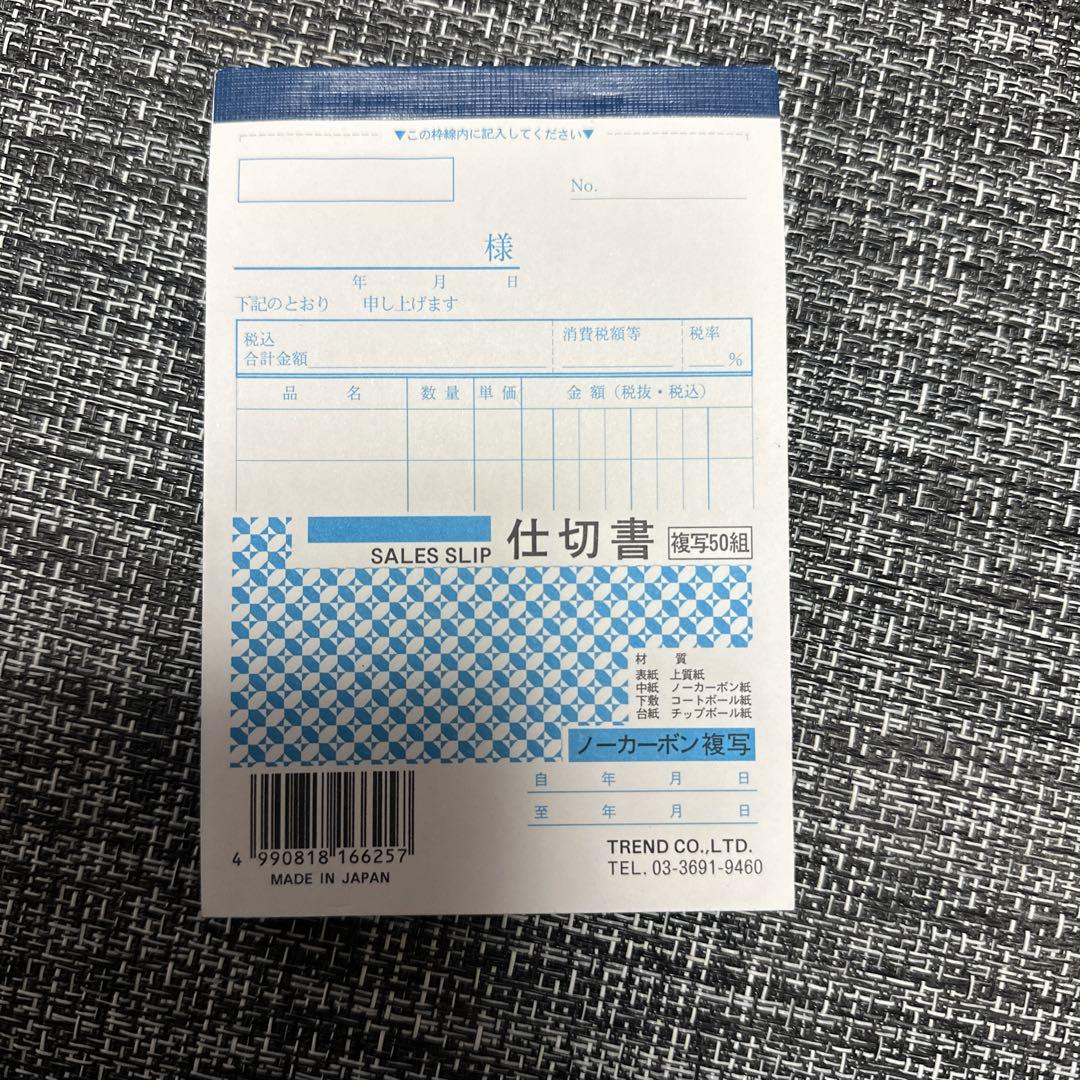 ▼この枠線内に記入してください▼
No.
様
年 月 日
下記のとおり 申し上げます
税込
合計金額
消費税額等
税率
%
品 名 数 量 単 価 金 額 (税抜・税込)
SALES SLIP 仕切書 複写50組
材 質
表紙 上質紙
中紙 ノーカーボン紙
下敷 コートボール紙
台紙 チップボール紙
ノーカーボン複写
自 年 月 日
至 年 月 日
4 990818 166257
MADE IN JAPAN
TREND CO.,LTD.
TEL. 03-3691-9460